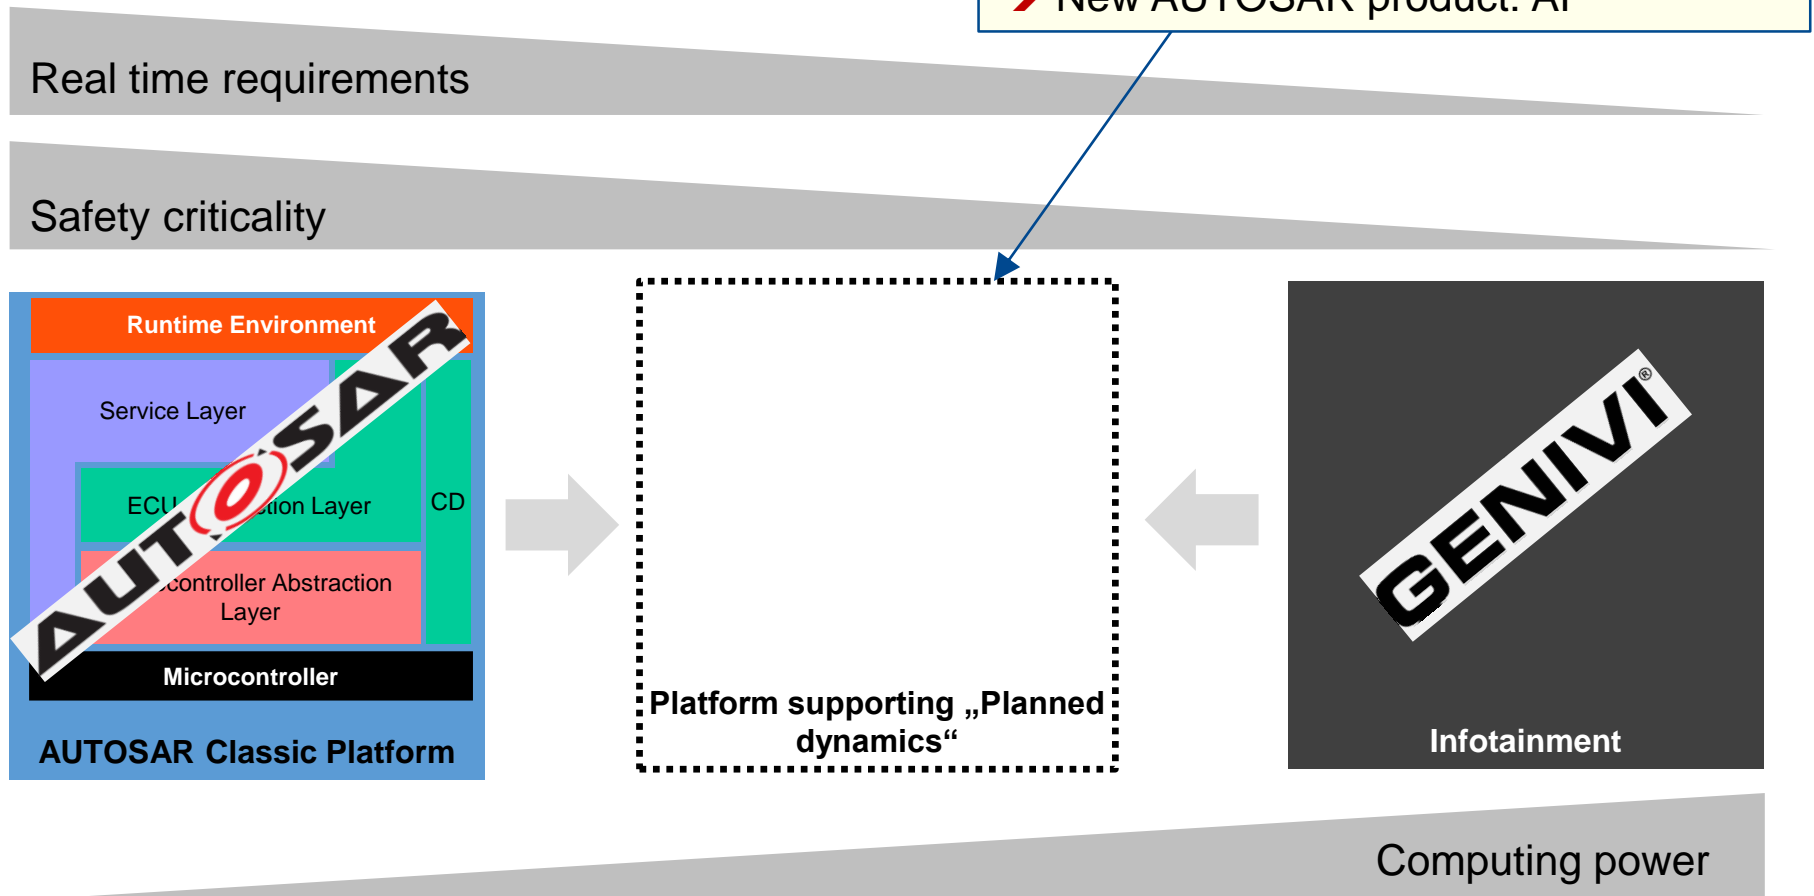 New AUTOSAR product: AP
Real time requirements
Safety criticality
Runtime Environment
Service Layer
ECU
tion Layer
CD
controller Abstraction
Layer
Microcontroller
AUTOSAR
AUTOSAR Classic Platform
Platform supporting „Planned
dynamics“
GENIVI®
Infotainment
Computing power